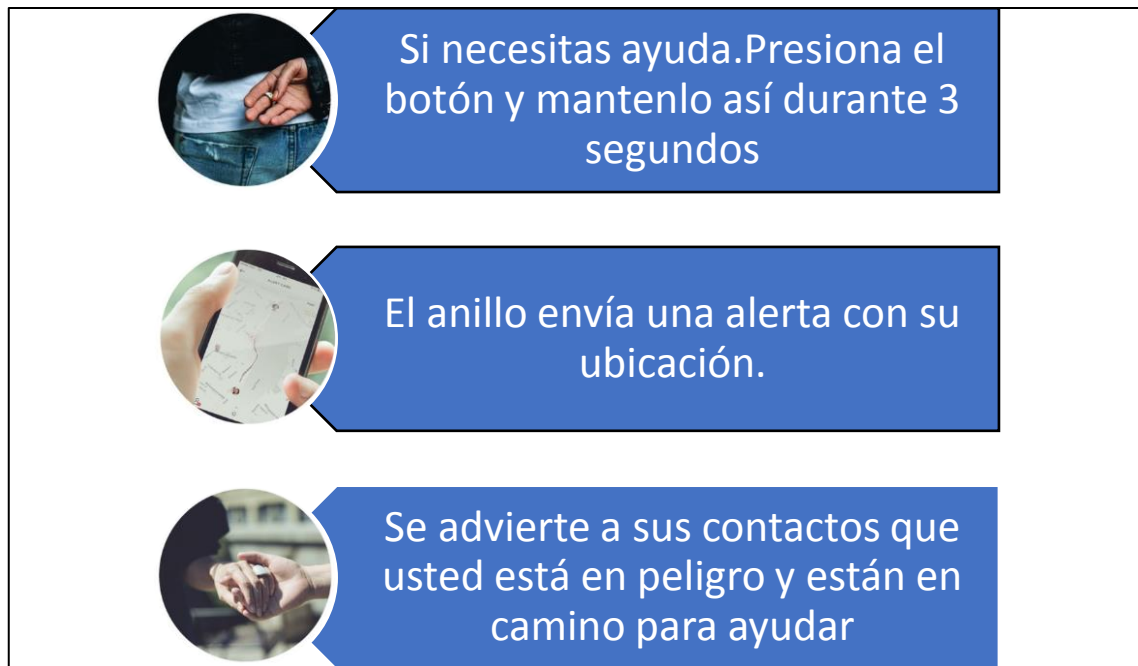 Si necesitas ayuda.Presiona el
botón y mantenlo así durante 3
segundos
El anillo envía una alerta con su
ubicación.
Se advierte a sus contactos que
usted está en peligro y están en
camino para ayudar